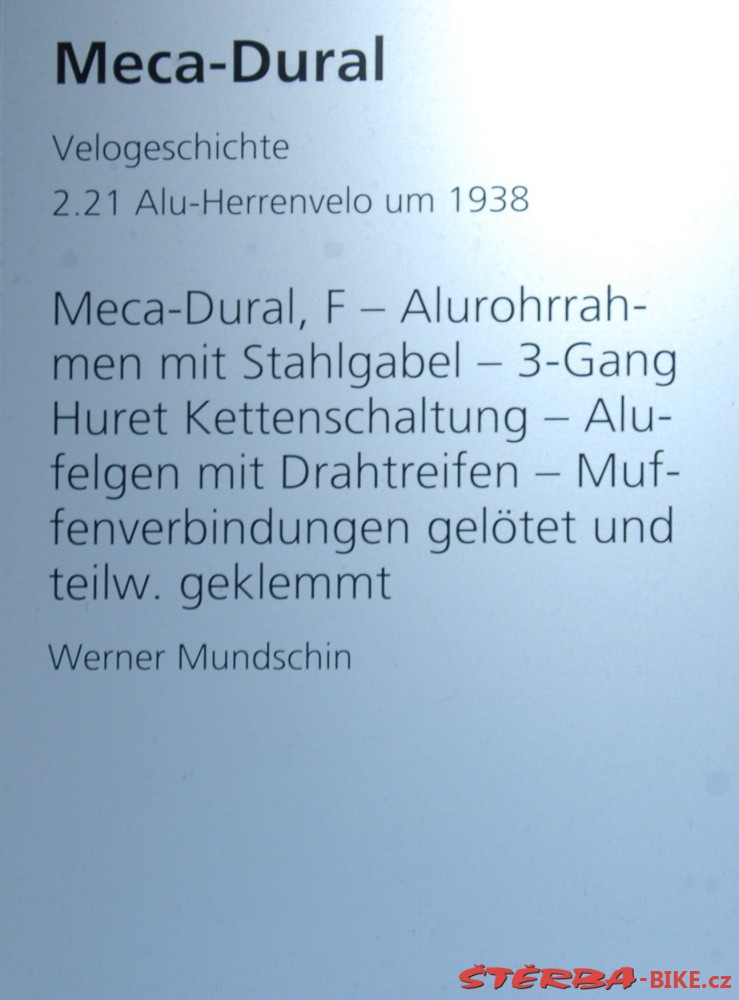 Meca-Dural
Velogeschichte
2.21 Alu-Herrenvelo um 1938
Meca-Dural, F – Alurohrrah-
men mit Stahlgabel – 3-Gang
Huret Kettenschaltung – Alu-
felgen mit Drahtreifen – Muf-
fenverbindungen gelötet und
teilw. geklemmt
Werner Mundschin
ŠTĚRBA-BIKE.cz